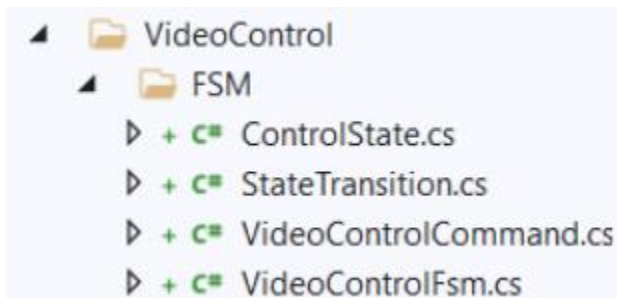 VideoControl
FSM
+ C# ControlState.cs
+ C# StateTransition.cs
+ C# VideoControlCommand.cs
+ C# VideoControlFsm.cs